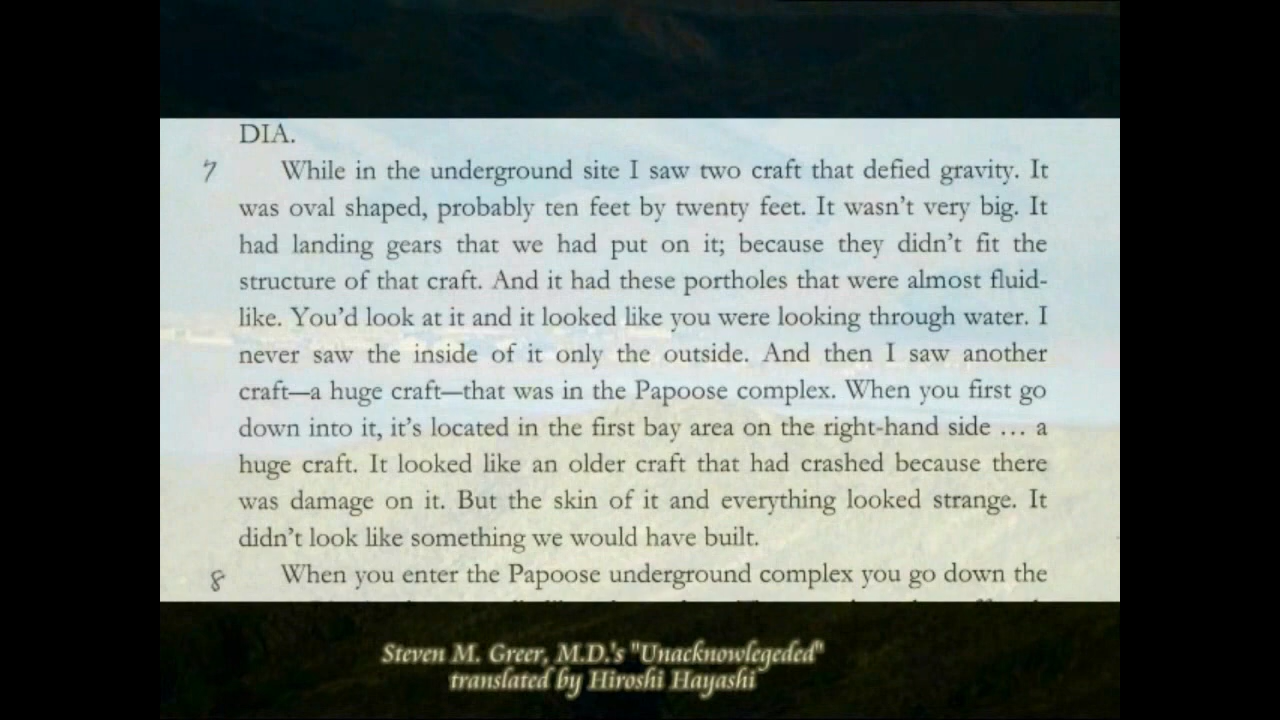 DIA.
7 While in the underground site I saw two craft that defied gravity. It
was oval shaped, probably ten feet by twenty feet. It wasn't very big. It
had landing gears that we had put on it; because they didn't fit the
structure of that craft. And it had these portholes that were almost fluid-
like. You'd look at it and it looked like you were looking through water. I
never saw the inside of it only the outside. And then I saw another
craft—a huge craft—that was in the Papoose complex. When you first go
down into it, it's located in the first bay area on the right-hand side … a
huge craft. It looked like an older craft that had crashed because there
was damage on it. But the skin of it and everything looked strange. It
didn't look like something we would have built.
8 When you enter the Papoose underground complex you go down the
Steven M. Greer, M.D.'s "Unacknowlegeded"
translated by Hiroshi Hayashi